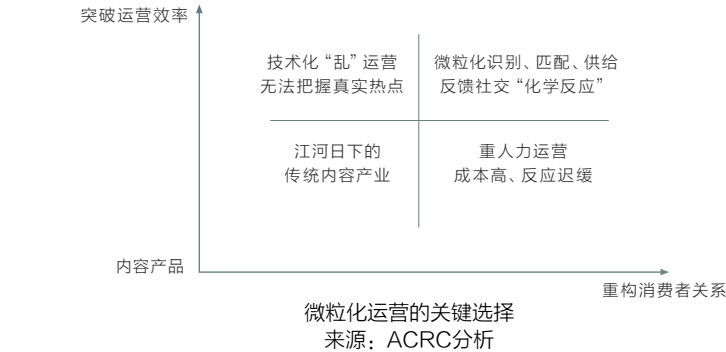 突破运营效率
技术化“乱”运营
无法把握真实热点
微粒化识别、匹配、供给
反馈社交“化学反应”
江河日下的
传统内容产业
重人力运营
成本高、反应迟缓
内容产品
重构消费者关系
微粒化运营的关键选择
来源：ACRC分析